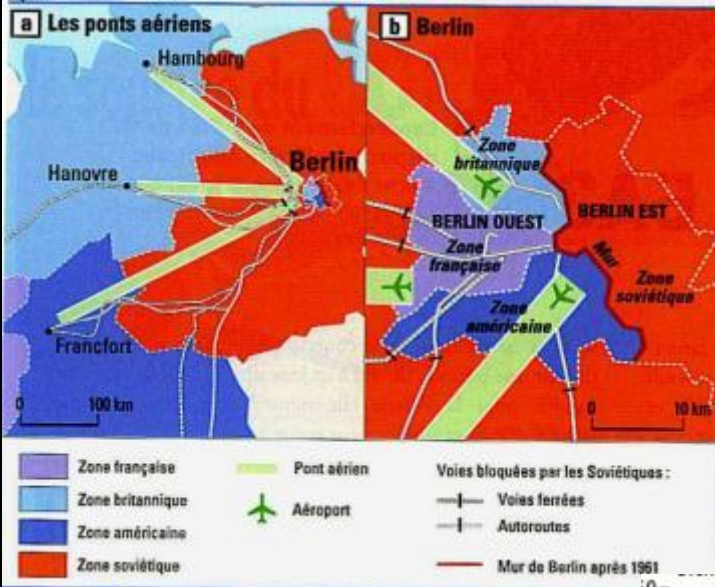 a Les ponts aériens
Hambourg
Hanovre
Berlin
Francfort
0 100 km
b Berlin
Zone
britannique
BERLIN OUEST
BERLIN EST
Zone
française
Mur
Zone
soviétique
Zone
américaine
0 10 km
Zone française
Zone britannique
Zone américaine
Zone soviétique
Pont aérien
Aéroport
Voies bloquées par les Soviétiques :
Voies ferrées
Autoroutes
Mur de Berlin après 1961